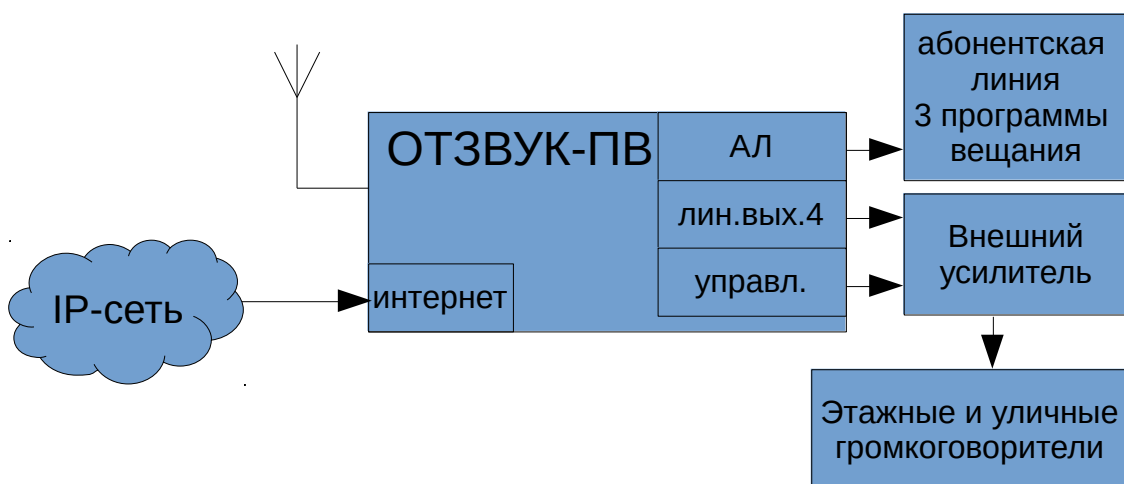 абонентская
линия
3 программы
вещания
ОТЗВУК-ПВ
АЛ
лин.вых.4
управл.
Внешний
усилитель
интернет
IP-сеть
Этажные и уличные
громкоговорители